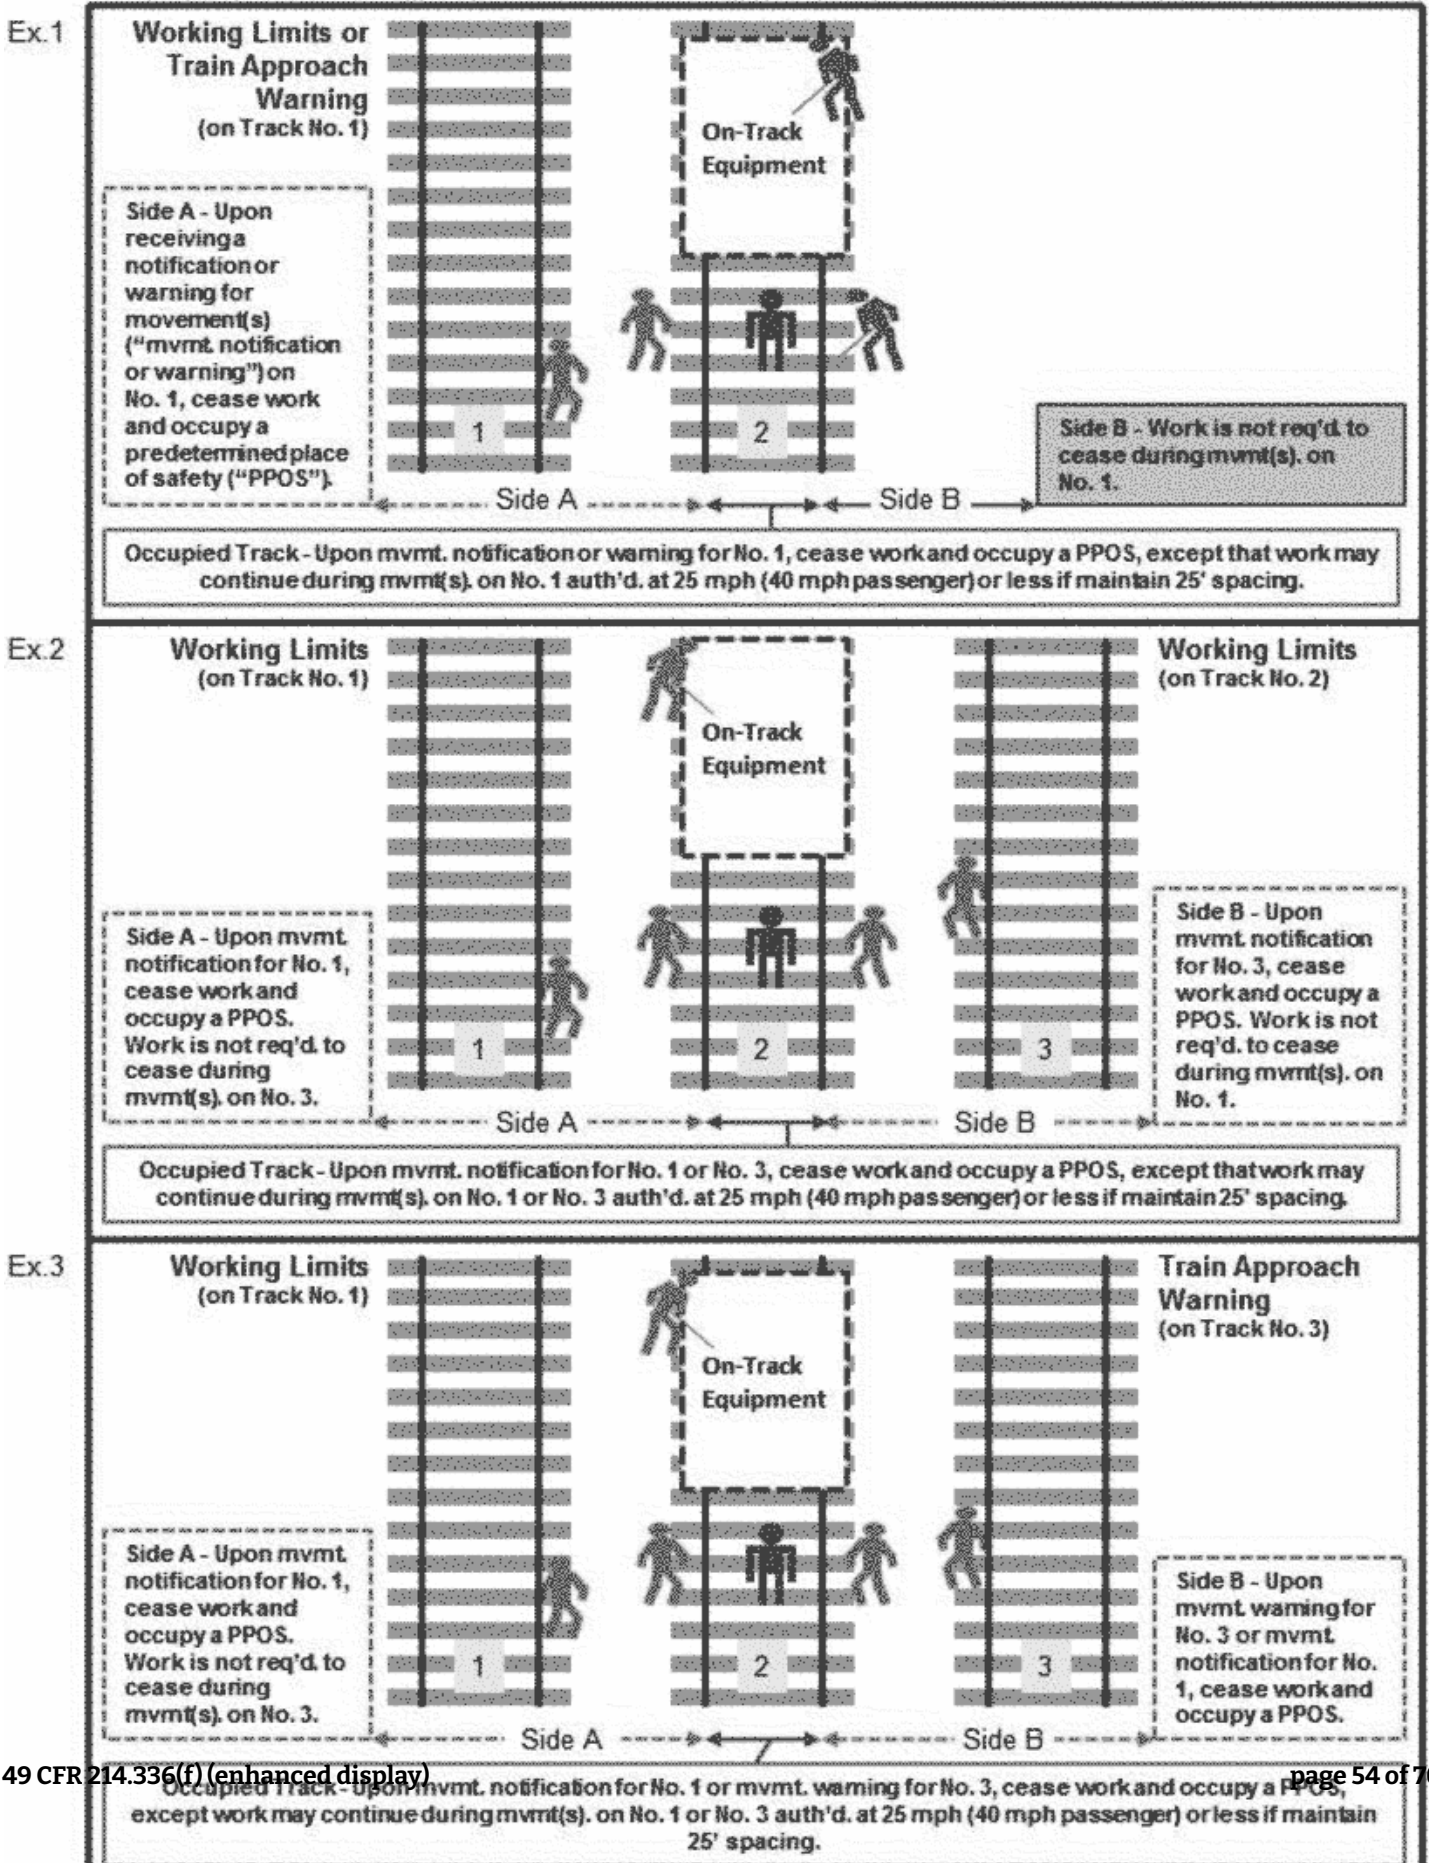 Ex.1
Working Limits or
Train Approach
Warning
(on Track No. 1)
On-Track
Equipment
Side A - Upon
receiving a
notification or
warning for
movement(s)
("mvmt. notification
or warning") on
No. 1, cease work
and occupy a
predetermined place
of safety ("PPOS").
1
2
Side B - Work is not req'd. to
cease during mvmt(s). on
No. 1.
Side A
Side B
Occupied Track - Upon mvmt. notification or warning for No. 1, cease work and occupy a PPOS, except that work may
continue during mvmt(s). on No. 1 auth'd. at 25 mph (40 mph passenger) or less if maintain 25' spacing.
Ex.2
Working Limits
(on Track No. 1)
On-Track
Equipment
Working Limits
(on Track No. 2)
Side A - Upon mvmt.
notification for No. 1,
cease work and
occupy a PPOS.
Work is not req'd. to
cease during
mvmt(s). on No. 3.
1
2
3
Side B - Upon
mvmt. notification
for No. 3, cease
work and occupy a
PPOS. Work is not
req'd. to cease
during mvmt(s). on
No. 1.
Side A
Side B
Occupied Track - Upon mvmt. notification for No. 1 or No. 3, cease work and occupy a PPOS, except that work may
continue during mvmt(s). on No. 1 or No. 3 auth'd. at 25 mph (40 mph passenger) or less if maintain 25' spacing.
Ex.3
Working Limits
(on Track No. 1)
On-Track
Equipment
Train Approach
Warning
(on Track No. 3)
Side A - Upon mvmt.
notification for No. 1,
cease work and
occupy a PPOS.
Work is not req'd. to
cease during
mvmt(s). on No. 3.
1
2
3
Side B - Upon
mvmt. warning for
No. 3 or mvmt.
notification for No.
1, cease work and
occupy a PPOS.
Side A
Side B
49 CFR 214.336(f) (enhanced display)
page 54 of 7
Occupied Track - Upon mvmt. notification for No. 1 or mvmt. warning for No. 3, cease work and occupy a PPOS,
except work may continue during mvmt(s). on No. 1 or No. 3 auth'd. at 25 mph (40 mph passenger) or less if maintain
25' spacing.